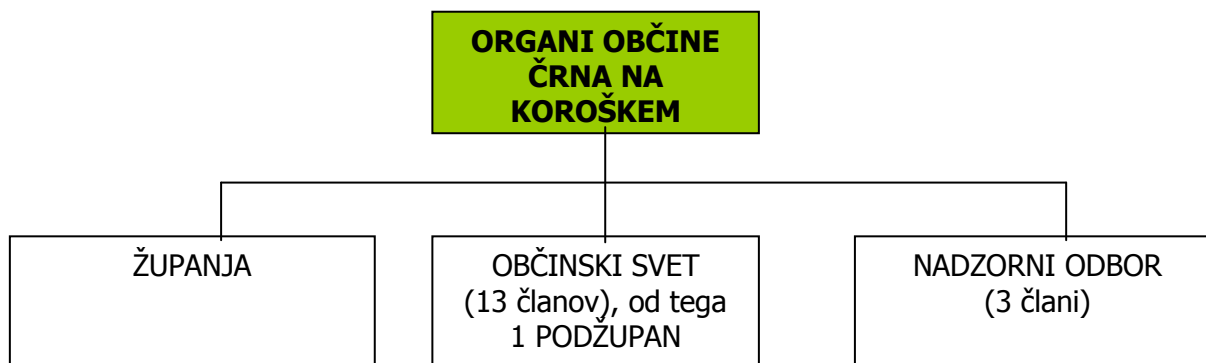 ORGANI OBČINE
ČRNA NA
KOROŠKEM
ŽUPANJA
OBČINSKI SVET
(13 članov), od tega
1 PODŽUPAN
NADZORNI ODBOR
(3 člani)